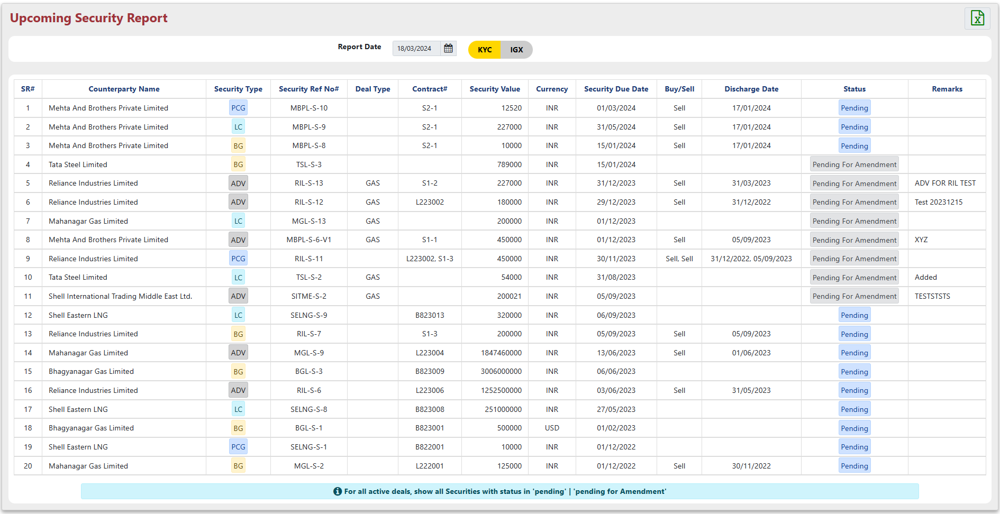 Upcoming Security Report
Report Date 18/03/2024 KYC IGX
SR# Counterparty Name Security Type Security Ref No# Deal Type Contract# Security Value Currency Security Due Date Buy/Sell Discharge Date Status Remarks
1 Mehta And Brothers Private Limited PCG MBPL-S-10 S2-1 12520 INR 01/03/2024 Sell 17/01/2024 Pending
2 Mehta And Brothers Private Limited LC MBPL-S-9 S2-1 227000 INR 31/05/2024 Sell 17/01/2024 Pending
3 Mehta And Brothers Private Limited BG MBPL-S-8 S2-1 10000 INR 15/01/2024 Sell 17/01/2024 Pending
4 Tata Steel Limited BG TSL-S-3 789000 INR 15/01/2024 Pending For Amendment
5 Reliance Industries Limited ADV RIL-S-13 GAS S1-2 227000 INR 31/12/2023 Sell 31/03/2023 Pending For Amendment ADV FOR RIL TEST
6 Reliance Industries Limited ADV RIL-S-12 GAS L223002 180000 INR 29/12/2023 Sell 31/12/2022 Pending For Amendment Test 20231215
7 Mahanagar Gas Limited LC MGL-S-13 GAS 200000 INR 01/12/2023 Pending For Amendment
8 Mehta And Brothers Private Limited ADV MBPL-S-6-V1 GAS S1-1 450000 INR 01/12/2023 Sell 05/09/2023 Pending For Amendment XYZ
9 Reliance Industries Limited PCG RIL-S-11 L223002, S1-3 450000 INR 30/11/2023 Sell, Sell 31/12/2022, 05/09/2023 Pending For Amendment
10 Tata Steel Limited LC TSL-S-2 GAS 54000 INR 31/08/2023 Pending For Amendment Added
11 Shell International Trading Middle East Ltd. ADV SITME-S-2 GAS 200021 INR 05/09/2023 Pending For Amendment TESTSTSTS
12 Shell Eastern LNG LC SELNG-S-9 B823013 320000 INR 06/09/2023 Pending
13 Reliance Industries Limited BG RIL-S-7 S1-3 200000 INR 05/09/2023 Sell 05/09/2023 Pending
14 Mahanagar Gas Limited ADV MGL-S-9 L223004 1847460000 INR 13/06/2023 Sell 01/06/2023 Pending
15 Bhagyanagar Gas Limited BG BGL-S-3 B823009 3006000000 INR 06/06/2023 Pending
16 Reliance Industries Limited ADV RIL-S-6 L223006 1252500000 INR 03/06/2023 Sell 31/05/2023 Pending
17 Shell Eastern LNG LC SELNG-S-8 B823008 251000000 INR 27/05/2023 Pending
18 Bhagyanagar Gas Limited BG BGL-S-1 B823001 500000 USD 01/02/2023 Pending
19 Shell Eastern LNG PCG SELNG-S-1 B822001 10000 INR 01/12/2022 Pending
20 Mahanagar Gas Limited BG MGL-S-2 L222001 125000 INR 01/12/2022 Sell 30/11/2022 Pending
For all active deals, show all Securities with status in 'pending' | 'pending for Amendment'